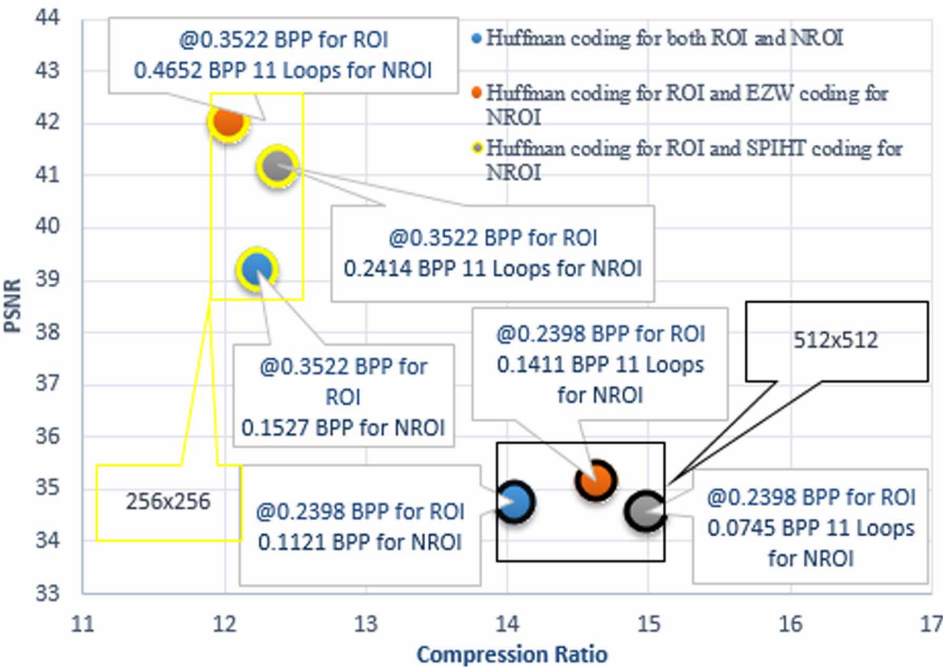 44
43
42
41
40
39
38
37
36
35
34
33
PSNR
@0.3522 BPP for ROI
0.4652 BPP 11 Loops for NROI
Huffman coding for both ROI and NROI
Huffman coding for ROI and EZW coding for
NROI
Huffman coding for ROI and SPIHT coding for
NROI
@0.3522 BPP for ROI
0.2414 BPP 11 Loops for NROI
@0.3522 BPP for
ROI
0.1527 BPP for NROI
@0.2398 BPP for ROI
0.1411 BPP 11 Loops
for NROI
512x512
256x256
@0.2398 BPP for ROI
0.1121 BPP for NROI
@0.2398 BPP for ROI
0.0745 BPP 11 Loops
for NROI
11
12
13
14
15
16
17
Compression Ratio